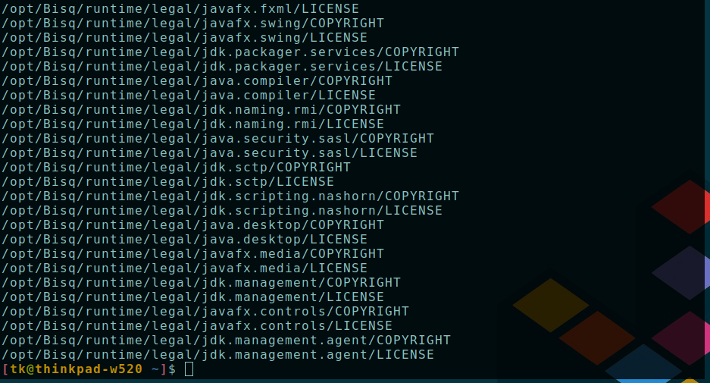 /opt/Bisq/runtime/legal/javafx.fxml/LICENSE
/opt/Bisq/runtime/legal/javafx.swing/COPYRIGHT
/opt/Bisq/runtime/legal/javafx.swing/LICENSE
/opt/Bisq/runtime/legal/jdk.packager.services/COPYRIGHT
/opt/Bisq/runtime/legal/jdk.packager.services/LICENSE
/opt/Bisq/runtime/legal/java.compiler/COPYRIGHT
/opt/Bisq/runtime/legal/java.compiler/LICENSE
/opt/Bisq/runtime/legal/jdk.naming.rmi/COPYRIGHT
/opt/Bisq/runtime/legal/jdk.naming.rmi/LICENSE
/opt/Bisq/runtime/legal/java.security.sasl/COPYRIGHT
/opt/Bisq/runtime/legal/java.security.sasl/LICENSE
/opt/Bisq/runtime/legal/jdk.sctp/COPYRIGHT
/opt/Bisq/runtime/legal/jdk.sctp/LICENSE
/opt/Bisq/runtime/legal/jdk.scripting.nashorn/COPYRIGHT
/opt/Bisq/runtime/legal/jdk.scripting.nashorn/LICENSE
/opt/Bisq/runtime/legal/java.desktop/COPYRIGHT
/opt/Bisq/runtime/legal/java.desktop/LICENSE
/opt/Bisq/runtime/legal/javafx.media/COPYRIGHT
/opt/Bisq/runtime/legal/javafx.media/LICENSE
/opt/Bisq/runtime/legal/jdk.management/COPYRIGHT
/opt/Bisq/runtime/legal/jdk.management/LICENSE
/opt/Bisq/runtime/legal/javafx.controls/COPYRIGHT
/opt/Bisq/runtime/legal/javafx.controls/LICENSE
/opt/Bisq/runtime/legal/jdk.management.agent/COPYRIGHT
/opt/Bisq/runtime/legal/jdk.management.agent/LICENSE
[tk@thinkpad-w520 ~]$